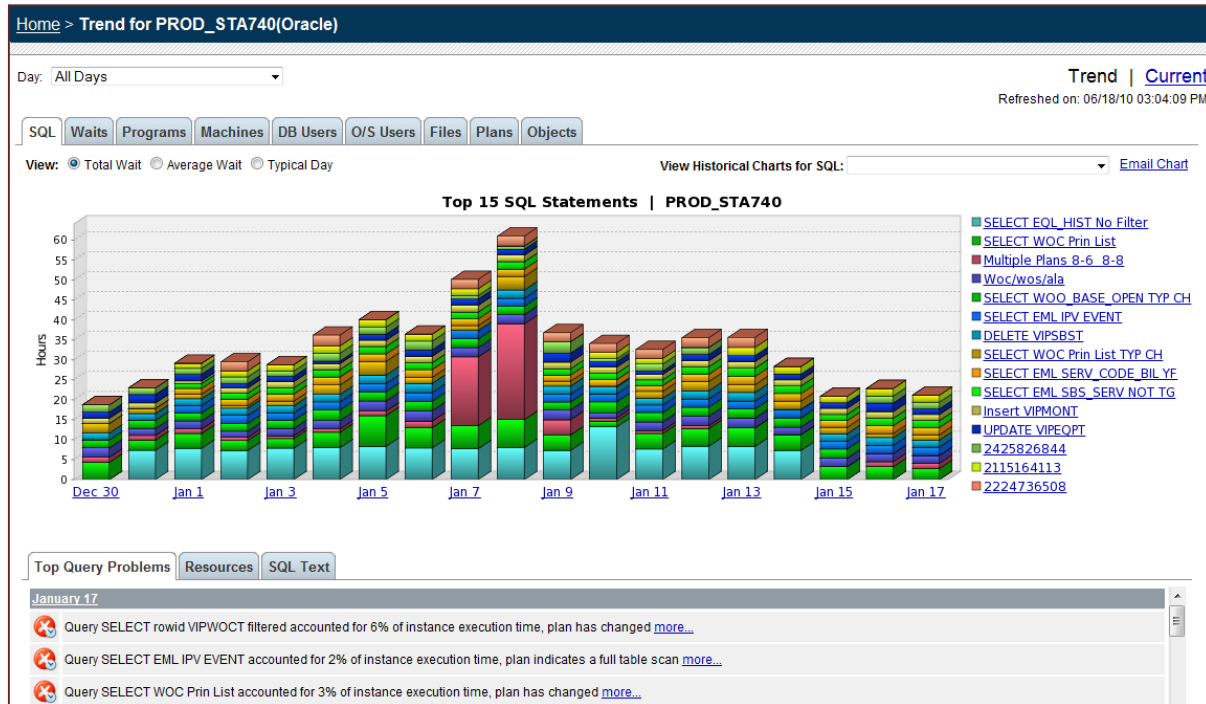 Home > Trend for PROD_STA740(Oracle)
Day: All Days
Trend | Current
Refreshed on: 06/18/10 03:04:09 PM
SQL Waits Programs Machines DB Users O/S Users Files Plans Objects
View: Total Wait Average Wait Typical Day
View Historical Charts for SQL: Email Chart
Top 15 SQL Statements | PROD_STA740
Hours
60
55
50
45
40
35
30
25
20
15
10
5
0
Dec 30 Jan 1 Jan 3 Jan 5 Jan 7 Jan 9 Jan 11 Jan 13 Jan 15 Jan 17
SELECT EQL_HIST No Filter
SELECT WOC Prin List
Multiple Plans 8-6 8-8
Woc/wos/ala
SELECT WOO_BASE_OPEN TYP CH
SELECT EML IPV EVENT
DELETE VIPSBST
SELECT WOC Prin List TYP CH
SELECT EML SERV_CODE_BIL YF
SELECT EML SBS_SERV NOT TG
Insert VIPMONT
UPDATE VIPEQPT
2425826844
2115164113
2224736508
Top Query Problems Resources SQL Text
January 17
Query SELECT rowid VIPWOCT filtered accounted for 6% of instance execution time, plan has changed more...
Query SELECT EML IPV EVENT accounted for 2% of instance execution time, plan indicates a full table scan more...
Query SELECT WOC Prin List accounted for 3% of instance execution time, plan has changed more...